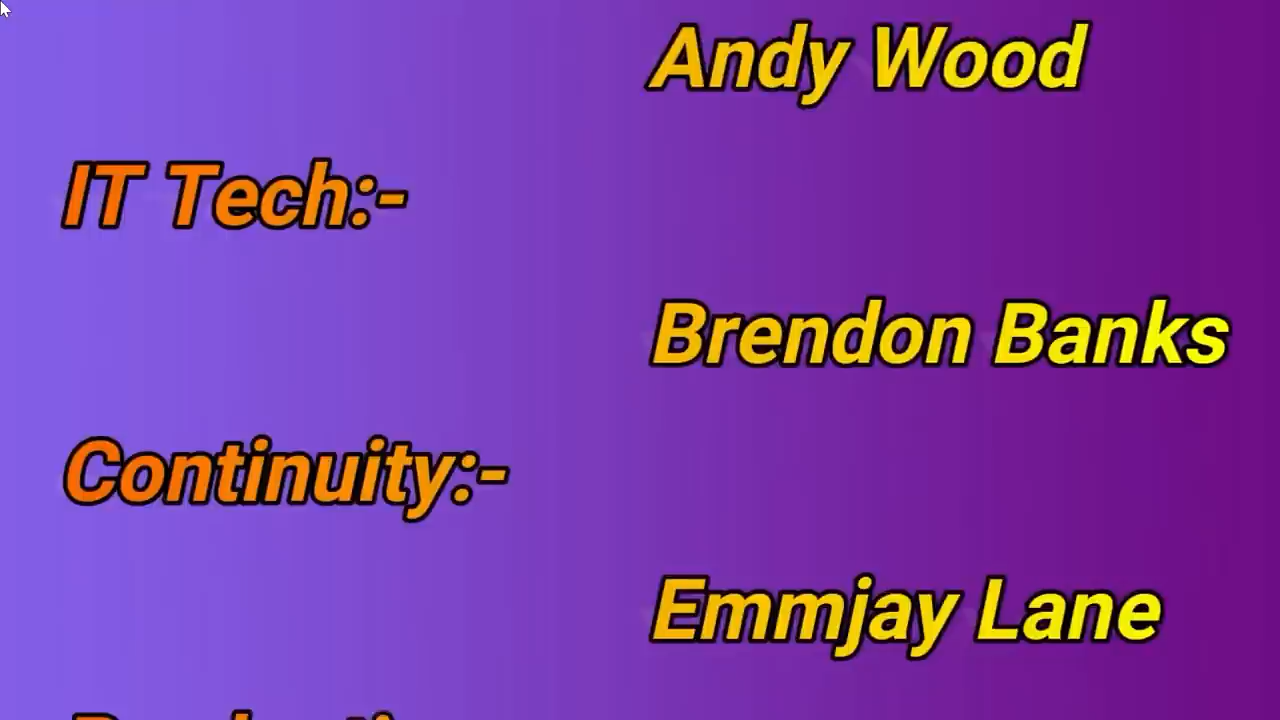 Andy Wood
IT Tech:-
Brendon Banks
Continuity:-
Emmjay Lane